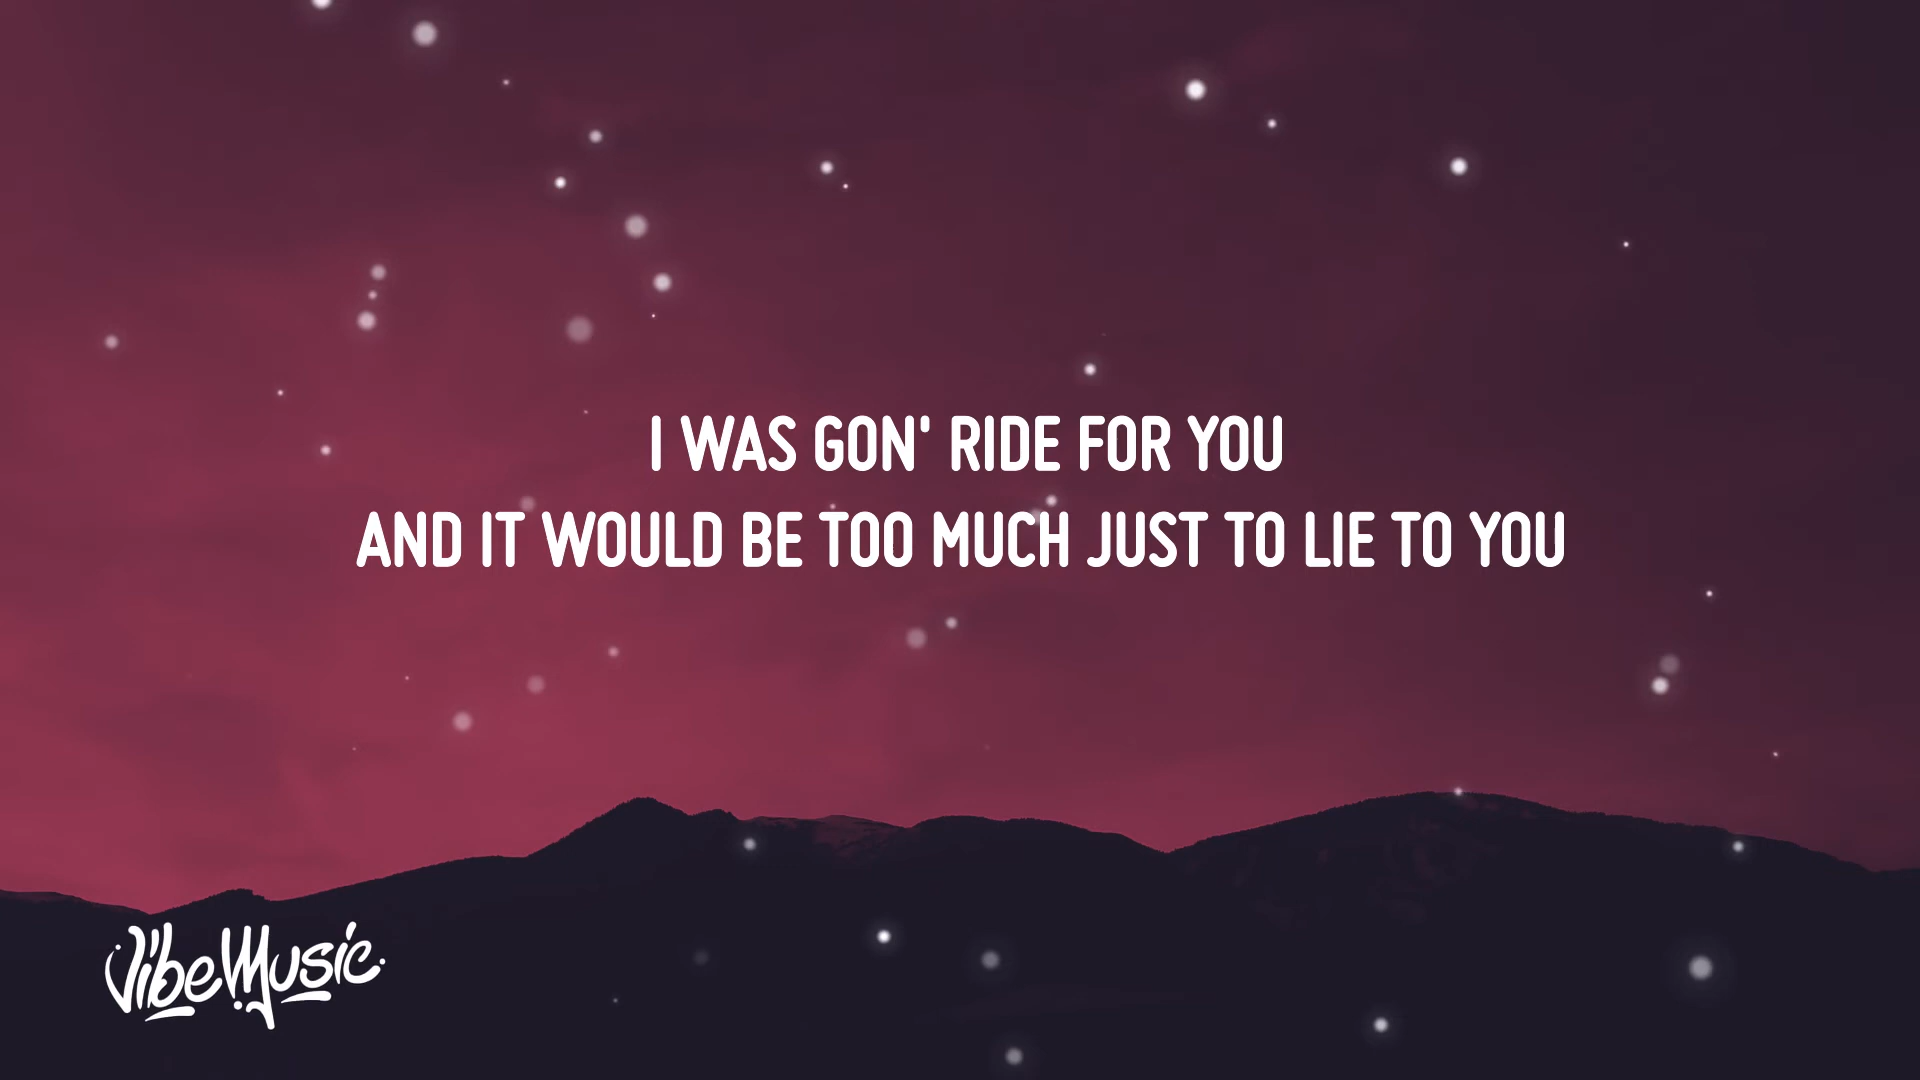 I WAS GON' RIDE FOR YOU
AND IT WOULD BE TOO MUCH JUST TO LIE TO YOU
VibeMusic.